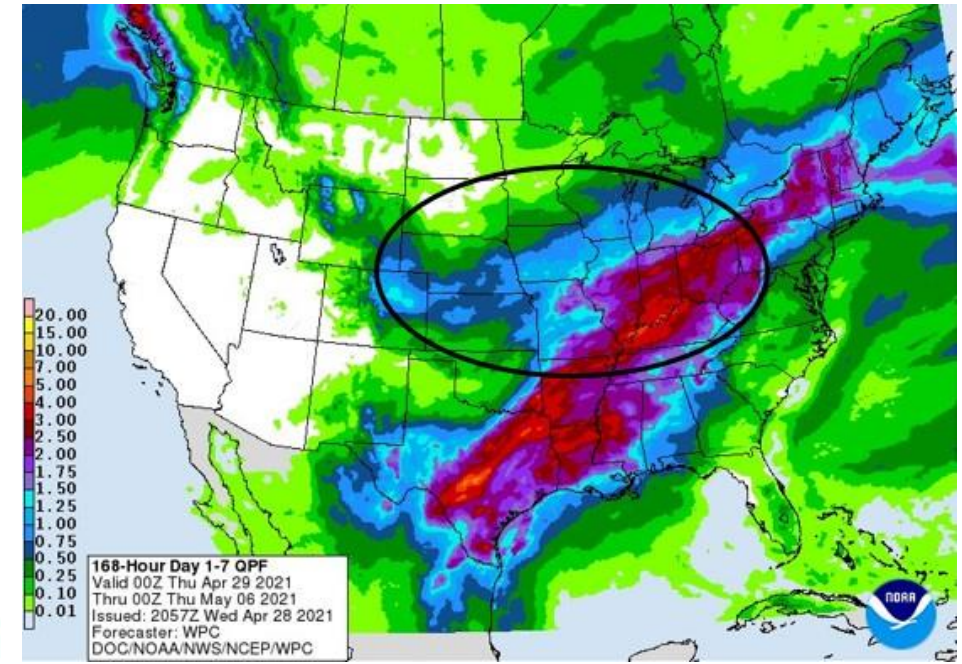 20.00
15.00
10.00
7.00
5.00
4.00
3.00
2.50
2.00
1.75
1.50
1.25
1.00
0.75
0.50
0.25
0.10
0.01
168-Hour Day 1-7 QPF
Valid 00Z Thu Apr 29 2021
Thru 00Z Thu May 06 2021
Issued: 2057Z Wed Apr 28 2021
Forecaster: WPC
DOC/NOAA/NWS/NCEP/WPC
NOAA